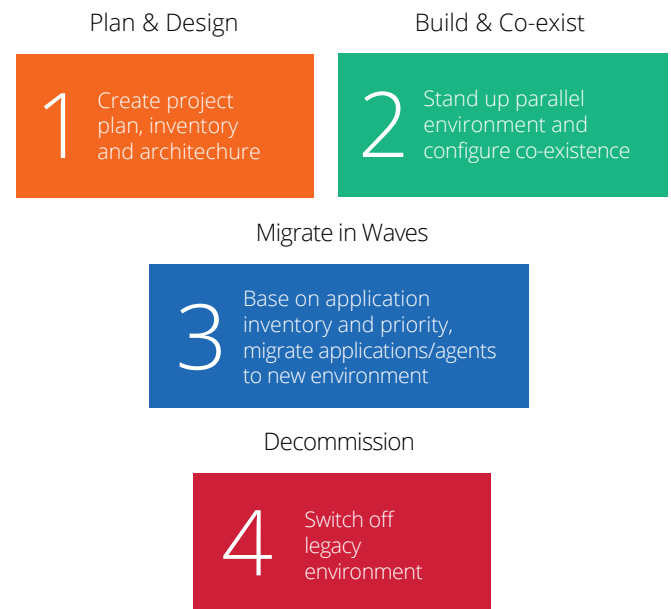 Plan & Design
1
Create project
plan, inventory
and architechure
Build & Co-exist
2
Stand up parallel
environment and
configure co-existence
Migrate in Waves
3
Base on application
inventory and priority,
migrate applications/agents
to new environment
Decommission
4
Switch off
legacy
environment